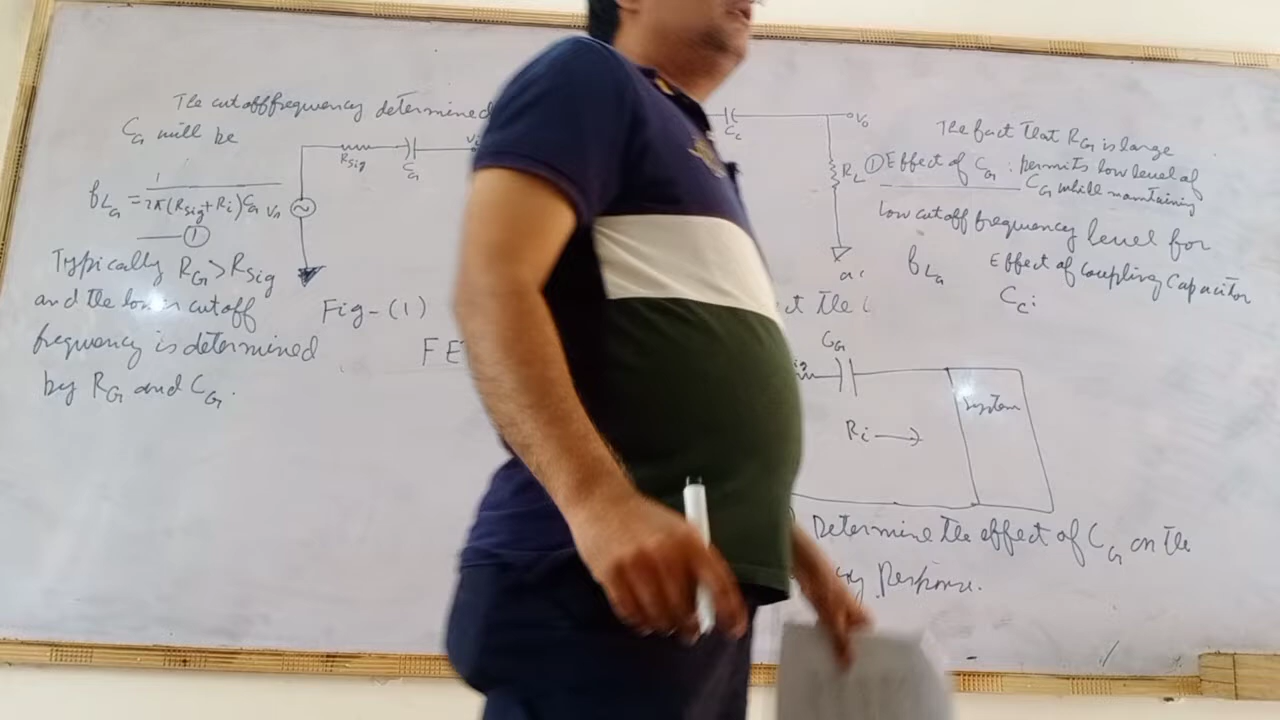 The cutoff frequency determined
CG will be
fLG = 1
2π(Rsig+Ri)CG
1
Typically RG > Rsig
and the lower cutoff
frequency is determined
by RG and CG.
Rsig
CG
Fig-(1)
FE
Cc
Vo
RL
The fact that RG is large
① Effect of CG: permits low level of
CG while maintaining
Low cutoff frequency level for
fLG
Effect of Coupling Capacitor
Cc:
ct the
CG
Ri →
system
Determine the effect of CG on the
Response.